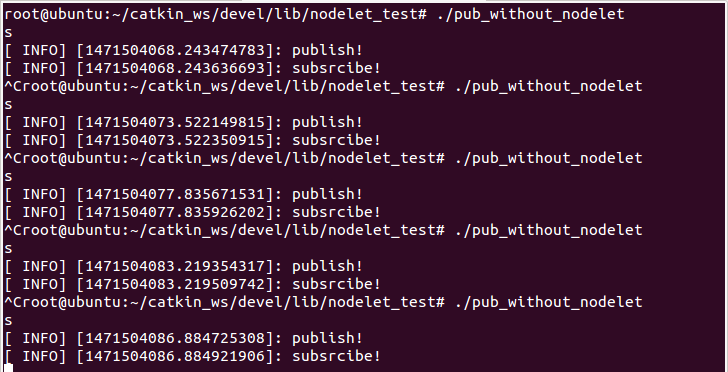 root@ubuntu:~/catkin_ws/devel/lib/nodelet_test# ./pub_without_nodelet
s
[ INFO] [1471504068.243474783]: publish!
[ INFO] [1471504068.243636693]: subsrcibe!
^Croot@ubuntu:~/catkin_ws/devel/lib/nodelet_test# ./pub_without_nodelet
s
[ INFO] [1471504073.522149815]: publish!
[ INFO] [1471504073.522350915]: subsrcibe!
^Croot@ubuntu:~/catkin_ws/devel/lib/nodelet_test# ./pub_without_nodelet
s
[ INFO] [1471504077.835671531]: publish!
[ INFO] [1471504077.835926202]: subsrcibe!
^Croot@ubuntu:~/catkin_ws/devel/lib/nodelet_test# ./pub_without_nodelet
s
[ INFO] [1471504083.219354317]: publish!
[ INFO] [1471504083.219509742]: subsrcibe!
^Croot@ubuntu:~/catkin_ws/devel/lib/nodelet_test# ./pub_without_nodelet
s
[ INFO] [1471504086.884725308]: publish!
[ INFO] [1471504086.884921906]: subsrcibe!